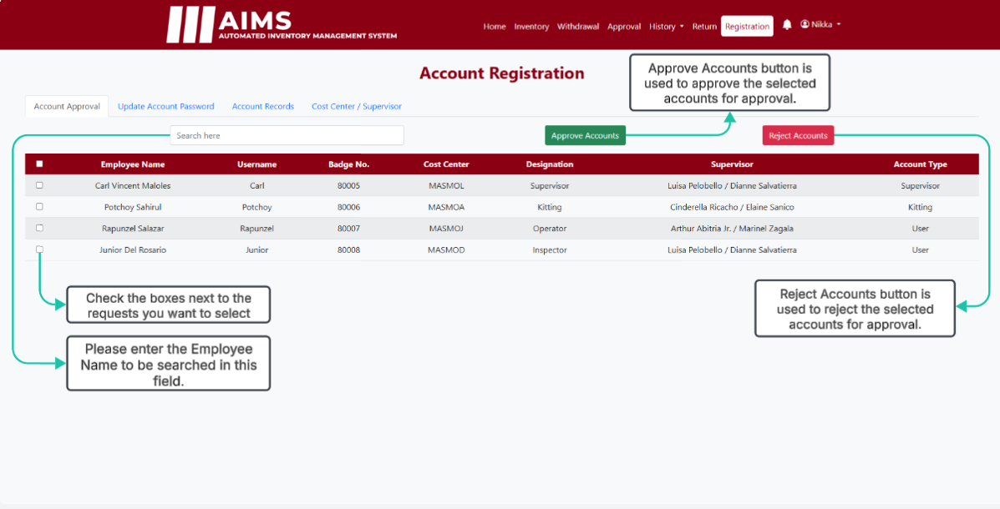 AIMS
AUTOMATED INVENTORY MANAGEMENT SYSTEM
Home Inventory Withdrawal Approval History Return Registration Nikka
Account Registration
Approve Accounts button is
used to approve the selected
accounts for approval.
Account Approval Update Account Password Account Records Cost Center / Supervisor
Search here Approve Accounts Reject Accounts
Employee Name Username Badge No. Cost Center Designation Supervisor Account Type
Carl Vincent Maloles Carl 80005 MASMOL Supervisor Luisa Pelobello / Dianne Salvatierra Supervisor
Potchoy Sahirul Potchoy 80006 MASMOA Kitting Cinderella Ricacho / Elaine Sanico Kitting
Rapunzel Salazar Rapunzel 80007 MASMOJ Operator Arthur Abitria Jr. / Marinel Zagala User
Junior Del Rosario Junior 80008 MASMOD Inspector Luisa Pelobello / Dianne Salvatierra User
Check the boxes next to the
requests you want to select
Please enter the Employee
Name to be searched in this
field.
Reject Accounts button is
used to reject the selected
accounts for approval.